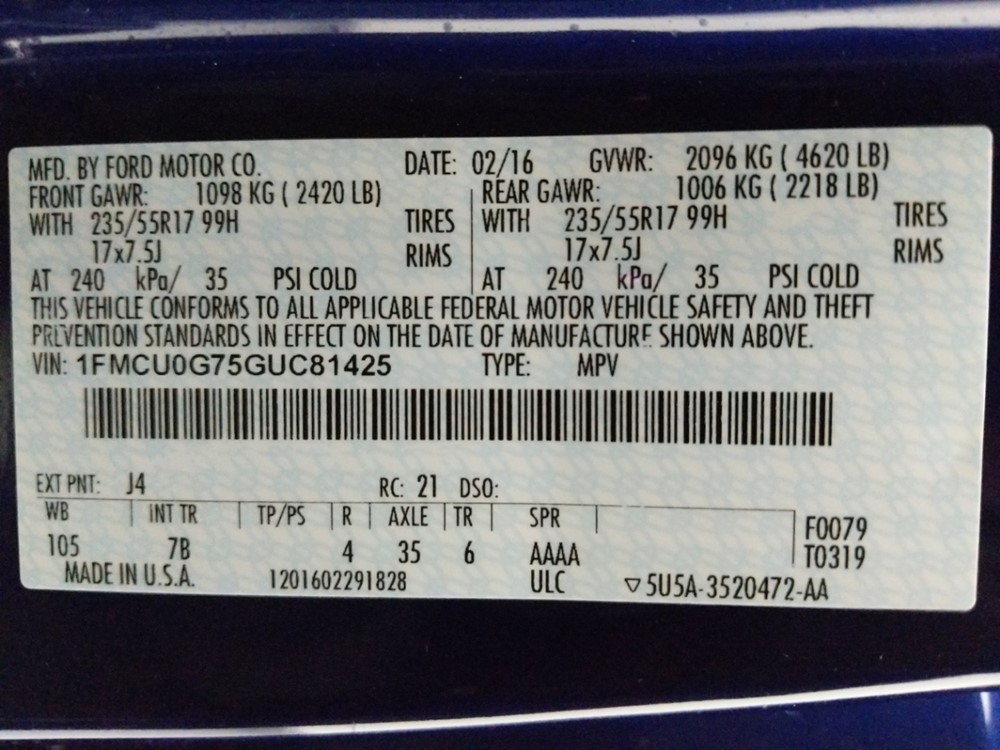 MFD. BY FORD MOTOR CO. DATE: 02/16 GVWR: 2096 KG ( 4620 LB)
FRONT GAWR: 1098 KG ( 2420 LB) REAR GAWR: 1006 KG ( 2218 LB)
WITH 235/55R17 99H TIRES WITH 235/55R17 99H TIRES
17x7.5J RIMS 17x7.5J RIMS
AT 240 kPa/ 35 PSI COLD AT 240 kPa/ 35 PSI COLD
THIS VEHICLE CONFORMS TO ALL APPLICABLE FEDERAL MOTOR VEHICLE SAFETY AND THEFT
PREVENTION STANDARDS IN EFFECT ON THE DATE OF MANUFACTURE SHOWN ABOVE.
VIN: 1FMCU0G75GUC81425 TYPE: MPV
EXT PNT: J4 RC: 21 DSO:
WB INT TR TP/PS R AXLE TR SPR F0079
105 7B 4 35 6 AAAA T0319
MADE IN U.S.A. 1201602291828 ULC ▽5U5A-3520472-AA